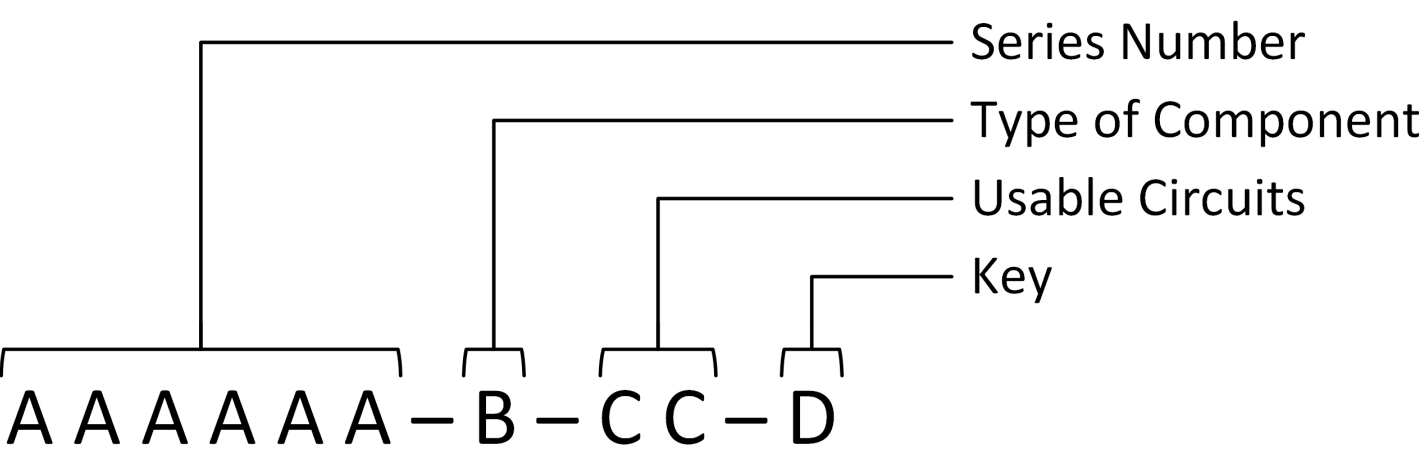 Series Number
Type of Component
Usable Circuits
Key
A A A A A A – B – C C – D